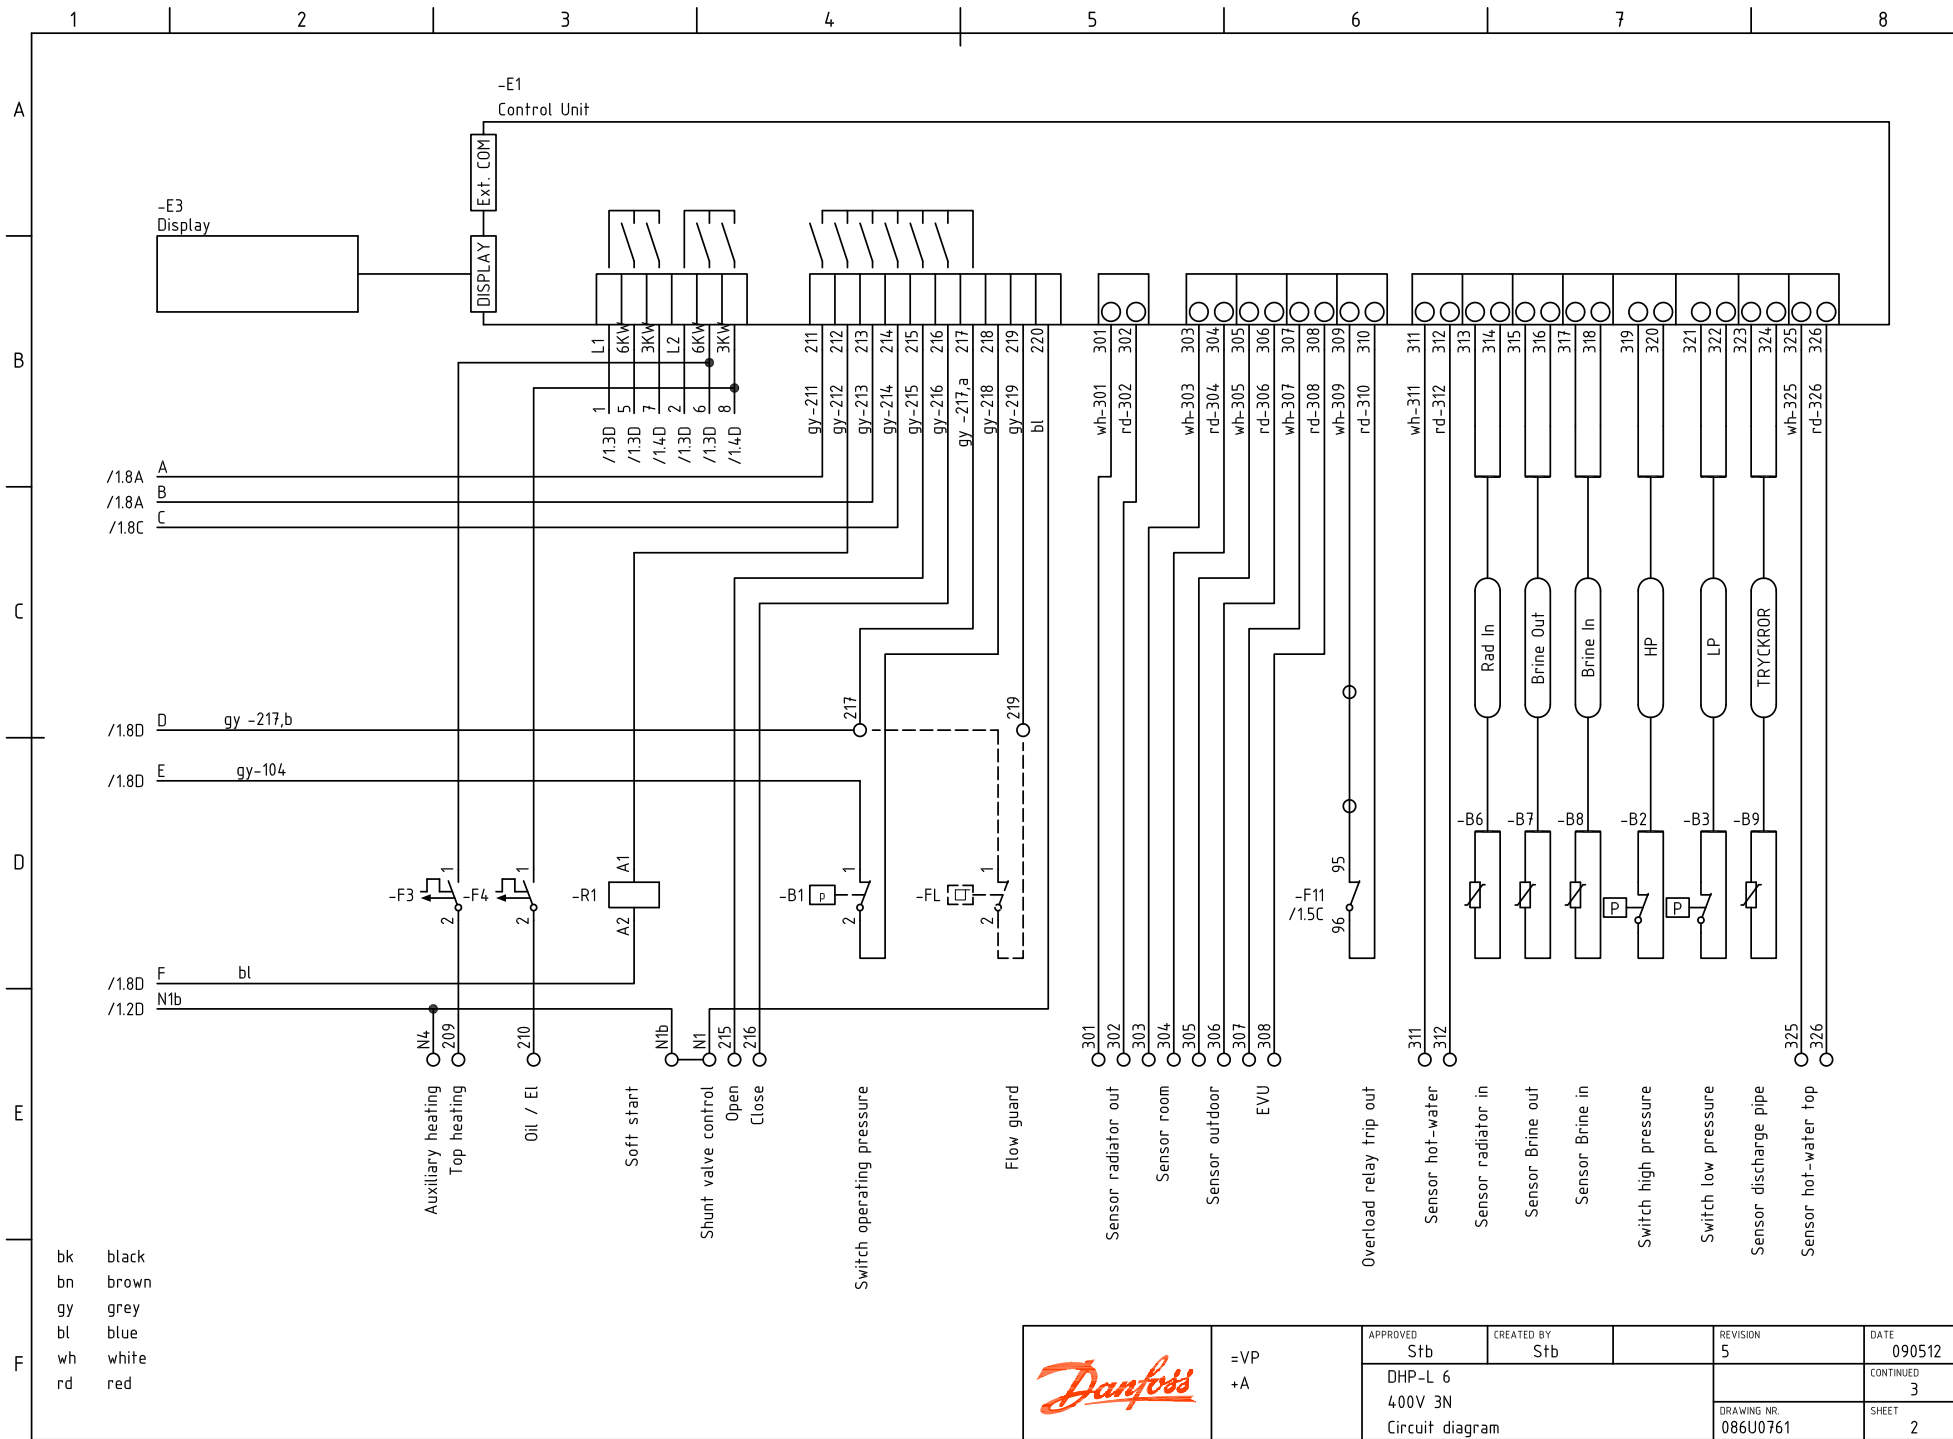 1 2 3 4 5 6 7 8
A
B
C
D
E
F
-E1
Control Unit
Ext. COM
DISPLAY
-E3
Display
L1 6KW 3KW L2 6KW 3KW
1 5 7 2 6 8
/1.3D /1.3D /1.4D /1.3D /1.3D /1.4D
211 212 213 214 215 216 217 218 219 220
gy-211 gy-212 gy-213 gy-214 gy-215 gy-216 gy -217,a gy-218 gy-219 bl
301 302 303 304 305 306 307 308 309 310
wh-301 rd-302 wh-303 rd-304 wh-305 rd-306 wh-307 rd-308 wh-309 rd-310
311 312 313 314 315 316 317 318 319 320 321 322 323 324 325 326
wh-311 rd-312 wh-325 rd-326
/1.8A A
/1.8A B
/1.8C C
Rad In
Brine Out
Brine In
HP
LP
TRYCKROR
/1.8D D gy -217,b 217 219
/1.8D E gy-104
-B6 -B7 -B8 -B2 -B3 -B9
-F3 1 2
-F4 1 2
-R1 A1 A2
-B1 P 1 2
-FL 1 2
-F11
/1.5C
95 96
P P
/1.8D F bl
/1.2D N1b
N4 209 210 N1b N1 215 216
301 302 303 304 305 306 307 308 311 312 325 326
Auxiliary heating
Top heating
Oil / El
Soft start
Shunt valve control
Open
Close
Switch operating pressure
Flow guard
Sensor radiator out
Sensor room
Sensor outdoor
EVU
Overload relay trip out
Sensor hot-water
Sensor radiator in
Sensor Brine out
Sensor Brine in
Switch high pressure
Switch low pressure
Sensor discharge pipe
Sensor hot-water top
bk black
bn brown
gy grey
bl blue
wh white
rd red
Danfoss
=VP
+A
APPROVED
Stb
CREATED BY
Stb
REVISION
5
DATE
090512
DHP-L 6
400V 3N
Circuit diagram
CONTINUED
3
DRAWING NR.
086U0761
SHEET
2